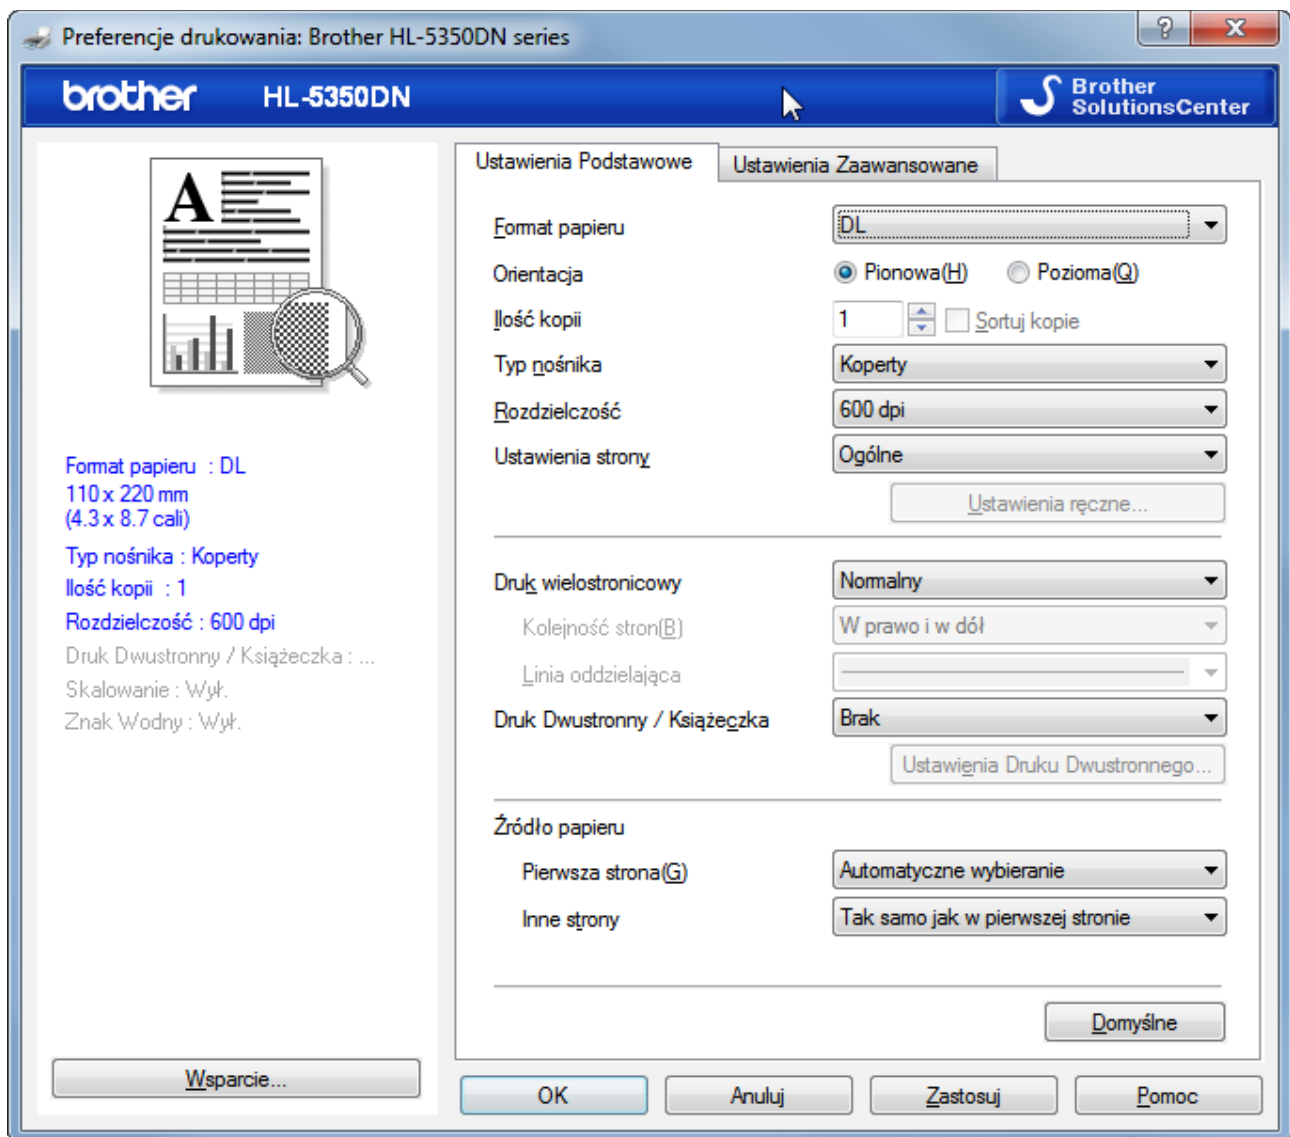 Preferencje drukowania: Brother HL-5350DN series
brother HL-5350DN Brother SolutionsCenter
Ustawienia Podstawowe Ustawienia Zaawansowane
A
Format papieru : DL
110 x 220 mm
(4.3 x 8.7 cali)
Typ nośnika : Koperty
Ilość kopii : 1
Rozdzielczość : 600 dpi
Druk Dwustronny / Książeczka : ...
Skalowanie : Wył.
Znak Wodny : Wył.
Wsparcie...
Format papieru DL
Orientacja Pionowa(H) Pozioma(Q)
Ilość kopii 1 Sortuj kopie
Typ nośnika Koperty
Rozdzielczość 600 dpi
Ustawienia strony Ogólne
Ustawienia ręczne...
Druk wielostronicowy Normalny
Kolejność stron(B) W prawo i w dół
Linia oddzielająca
Druk Dwustronny / Książeczka Brak
Ustawienia Druku Dwustronnego...
Źródło papieru
Pierwsza strona(G) Automatyczne wybieranie
Inne strony Tak samo jak w pierwszej stronie
Domyślne
OK Anuluj Zastosuj Pomoc